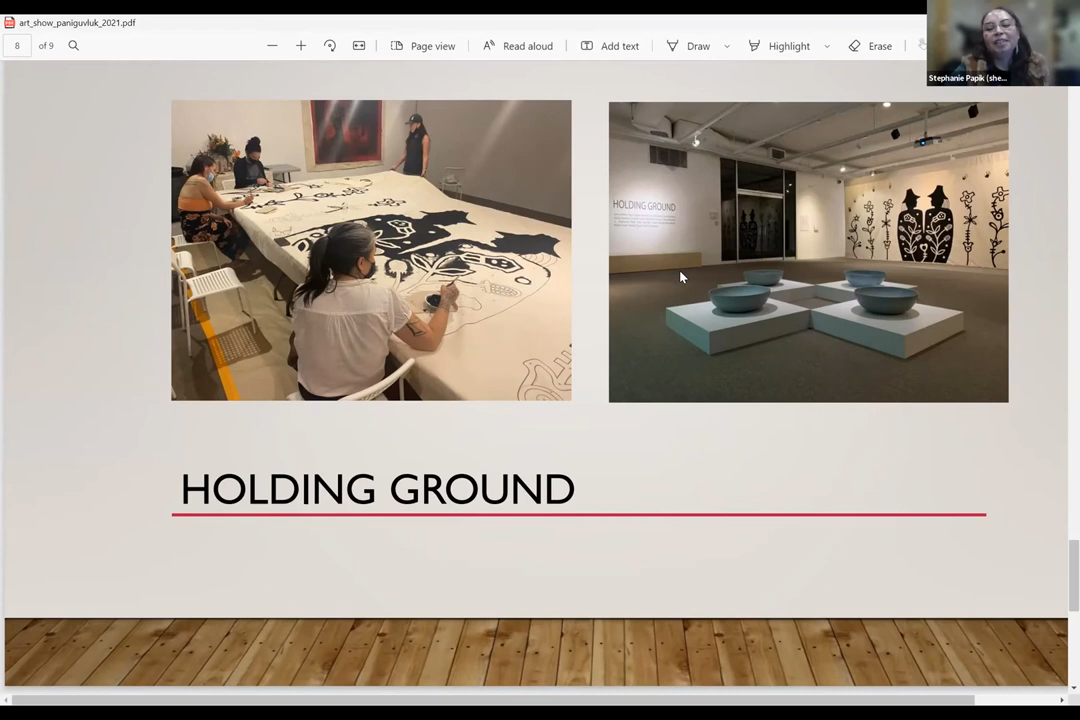 art_show_paniguvluk_2021.pdf
8 of 9
Page view
Read aloud
Add text
Draw
Highlight
Erase
Stephanie Papik (she...
HOLDING GROUND
HOLDING GROUND